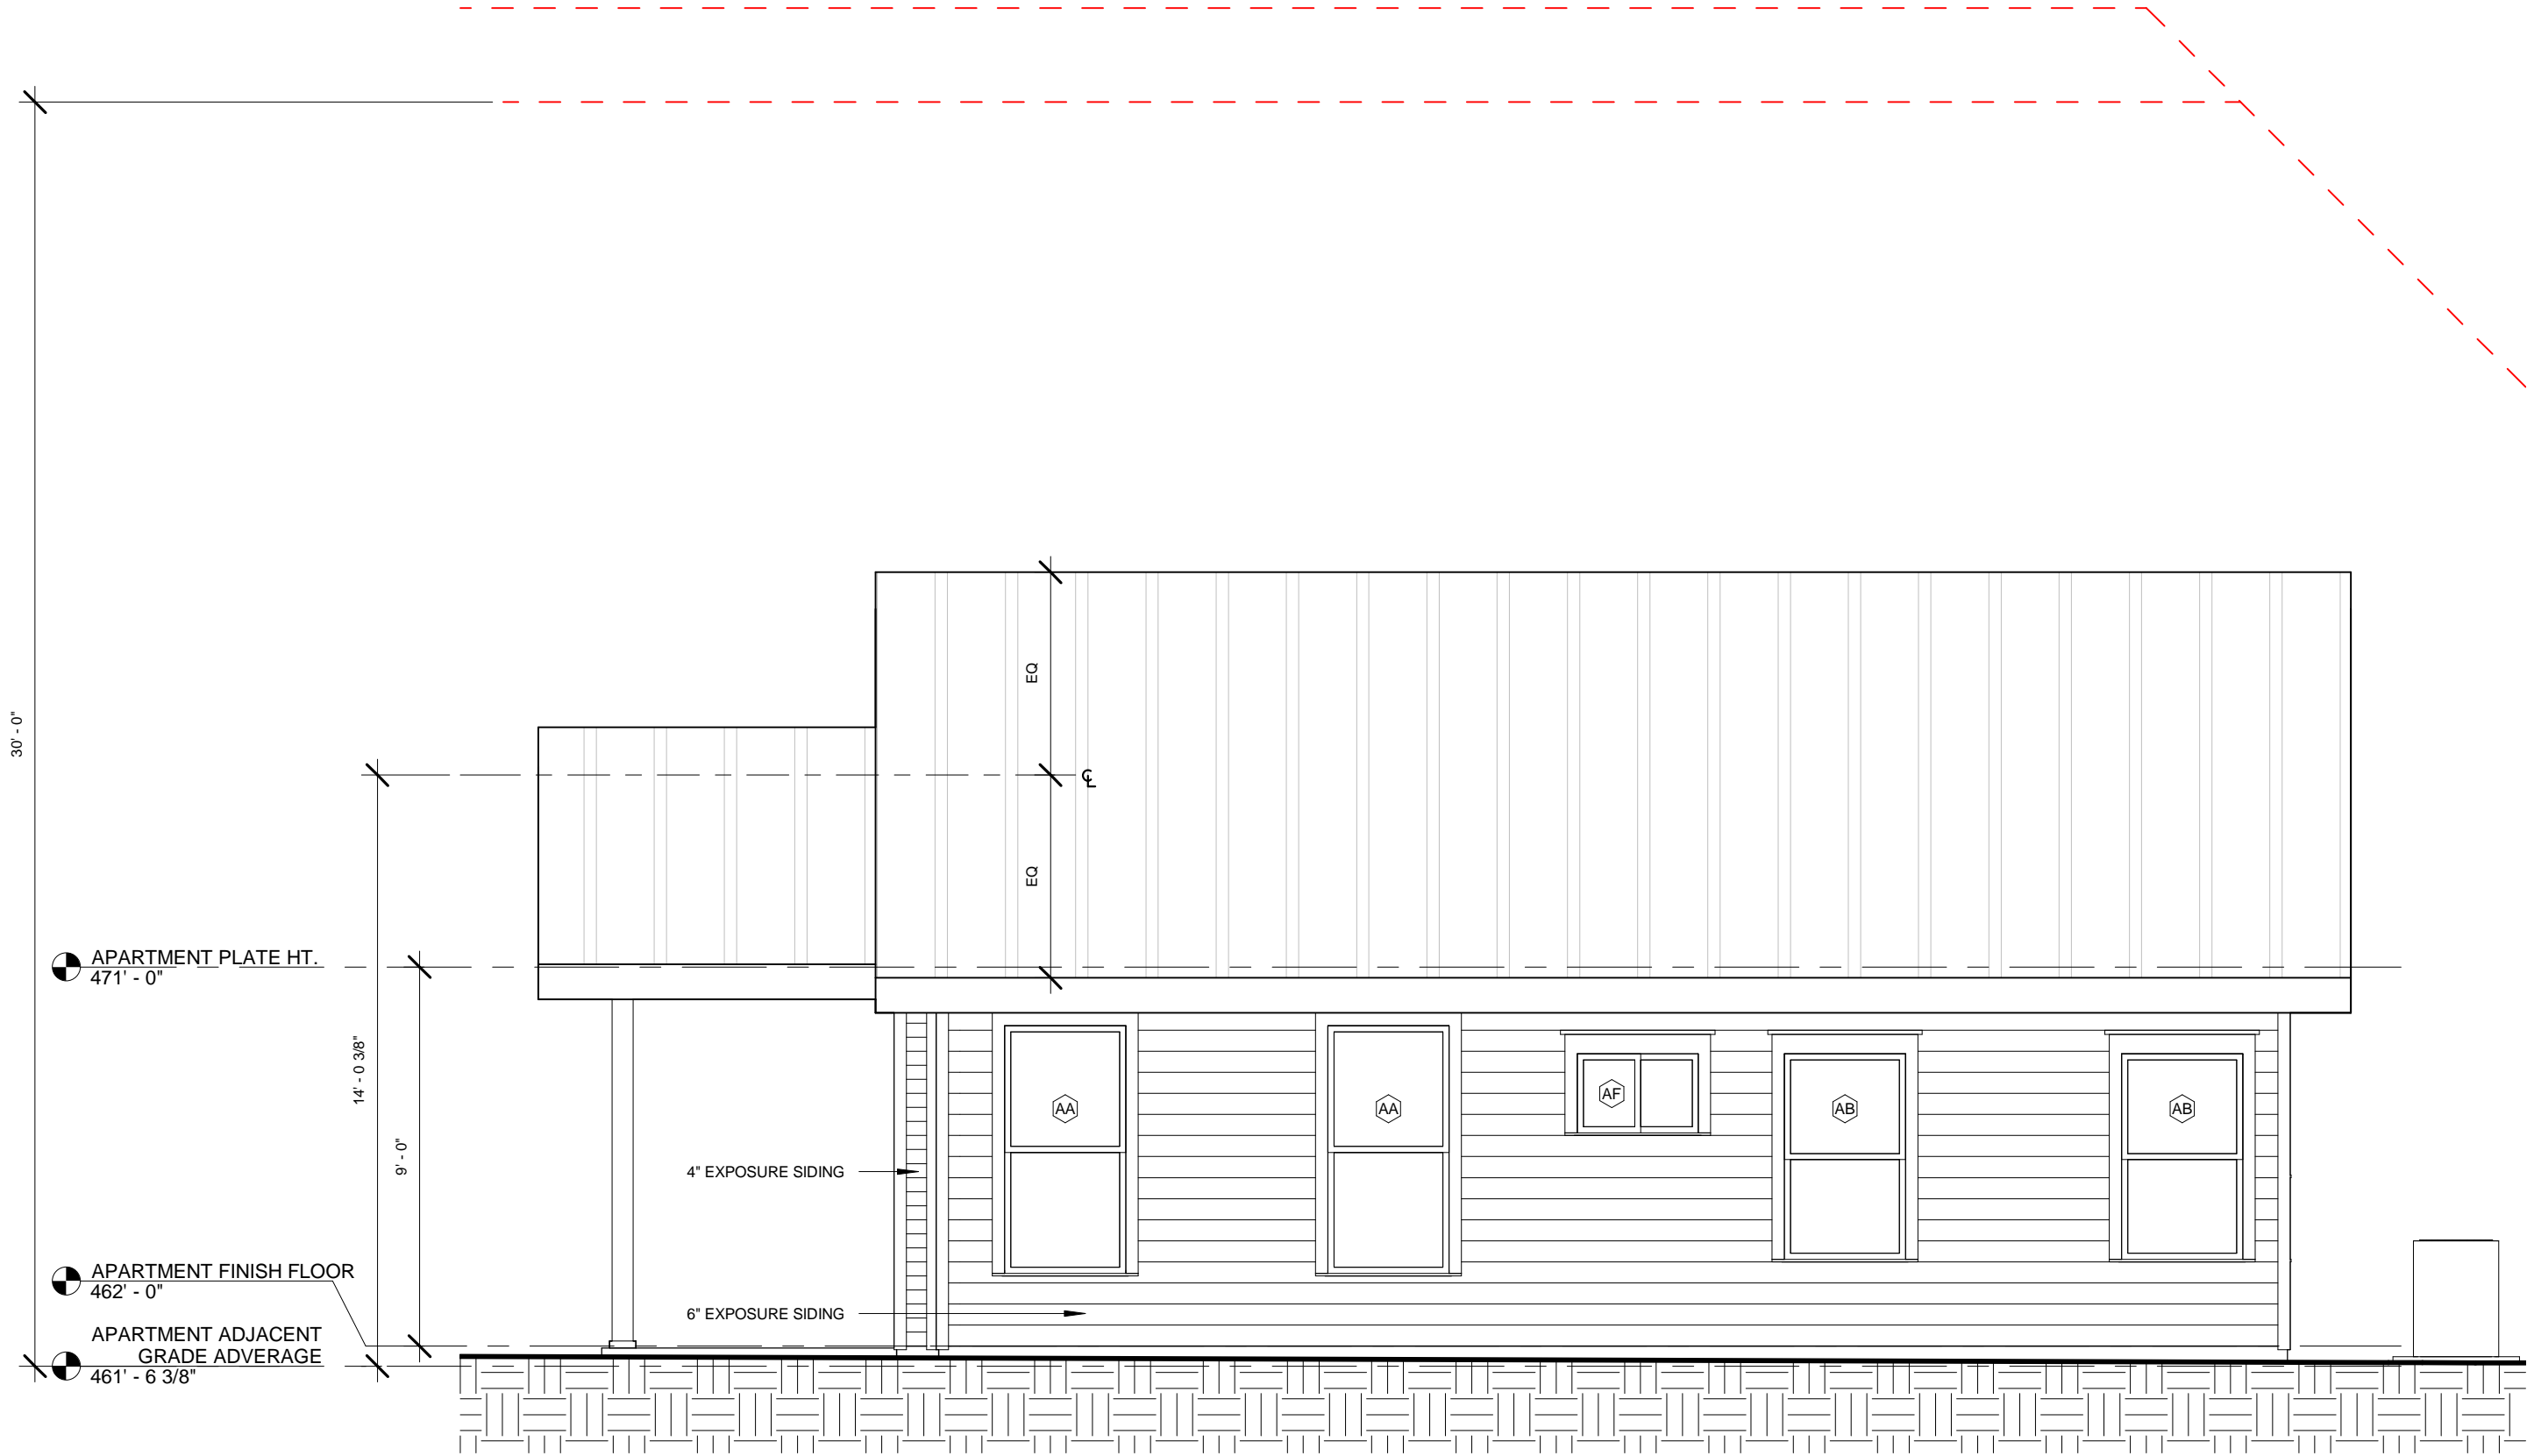 30' - 0"
EQ
EQ
℄
APARTMENT PLATE HT.
471' - 0"
14' - 0 3/8"
9' - 0"
AA
AA
AF
AB
AB
4" EXPOSURE SIDING
6" EXPOSURE SIDING
APARTMENT FINISH FLOOR
462' - 0"
APARTMENT ADJACENT
GRADE ADVERAGE
461' - 6 3/8"